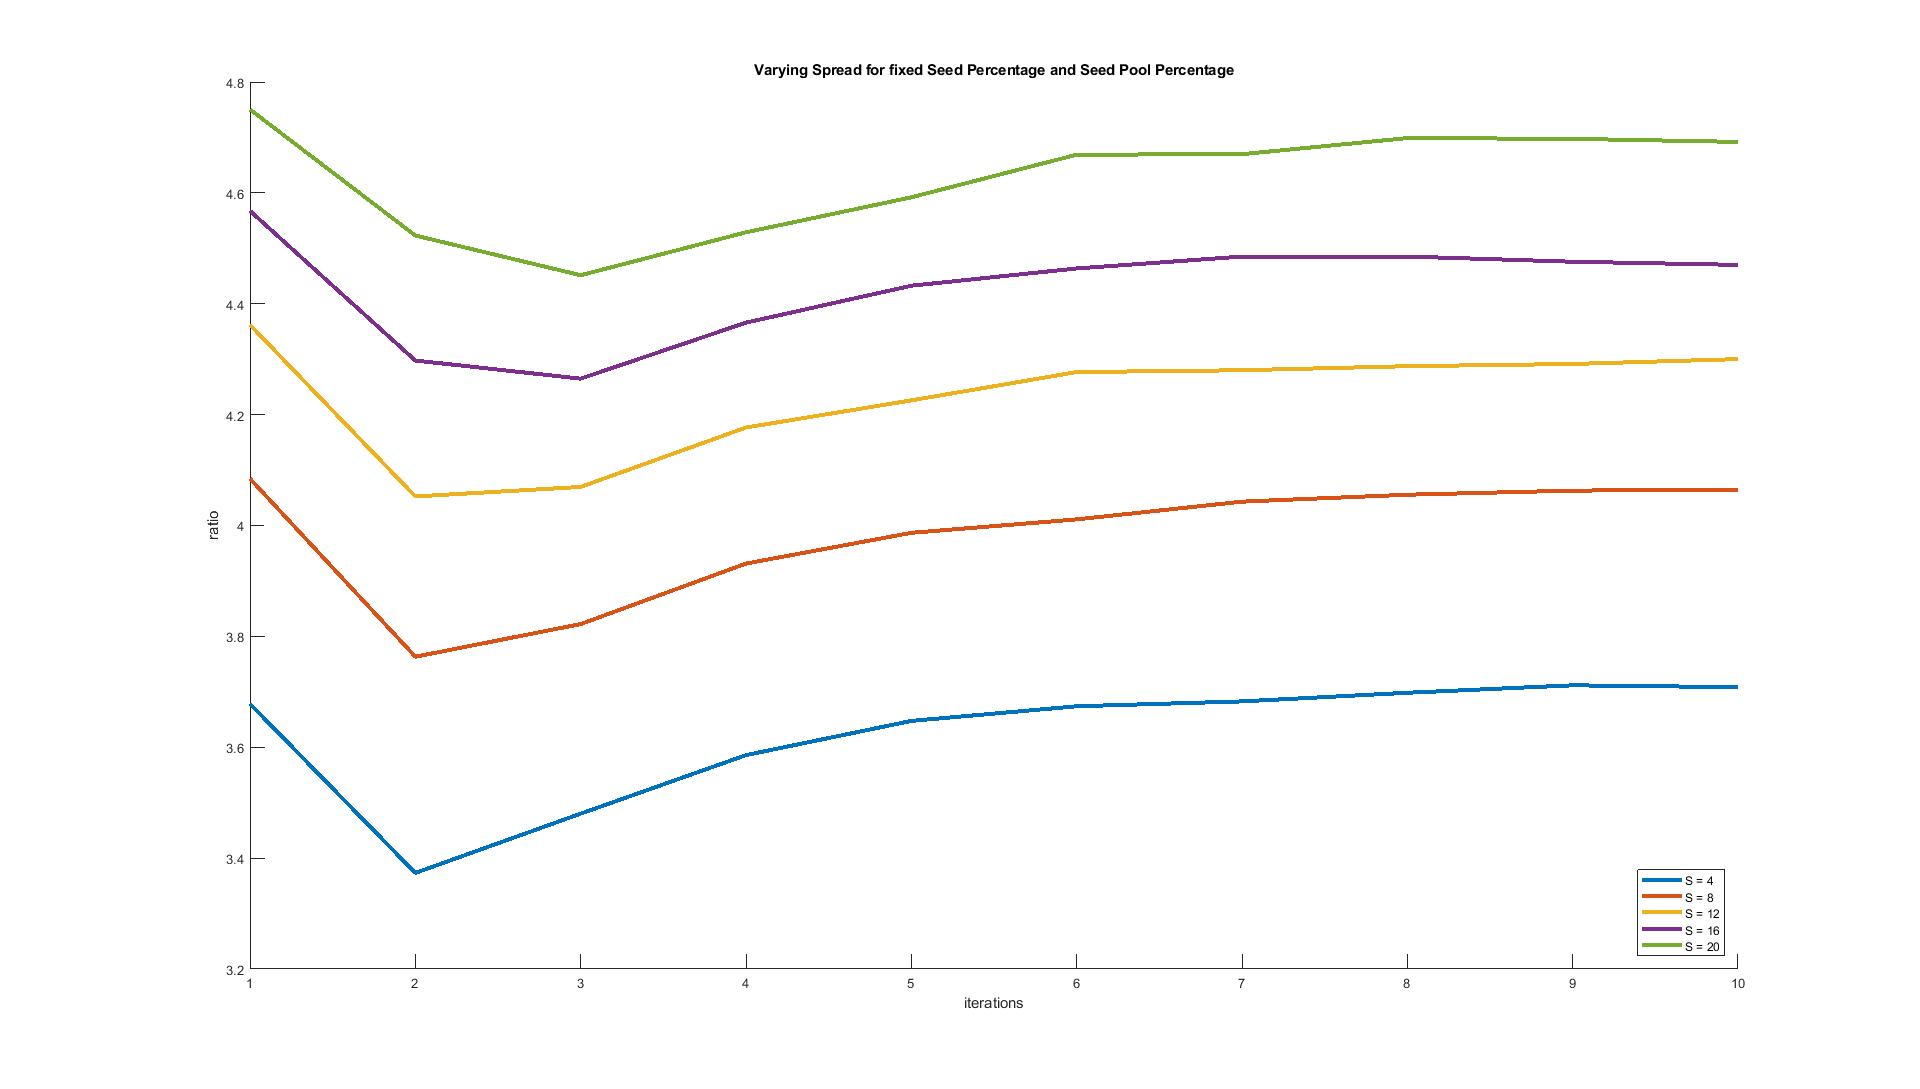 Varying Spread for fixed Seed Percentage and Seed Pool Percentage
4.8
4.6
4.4
4.2
4
3.8
3.6
3.4
3.2
ratio
1 2 3 4 5 6 7 8 9 10
iterations
S = 4
S = 8
S = 12
S = 16
S = 20